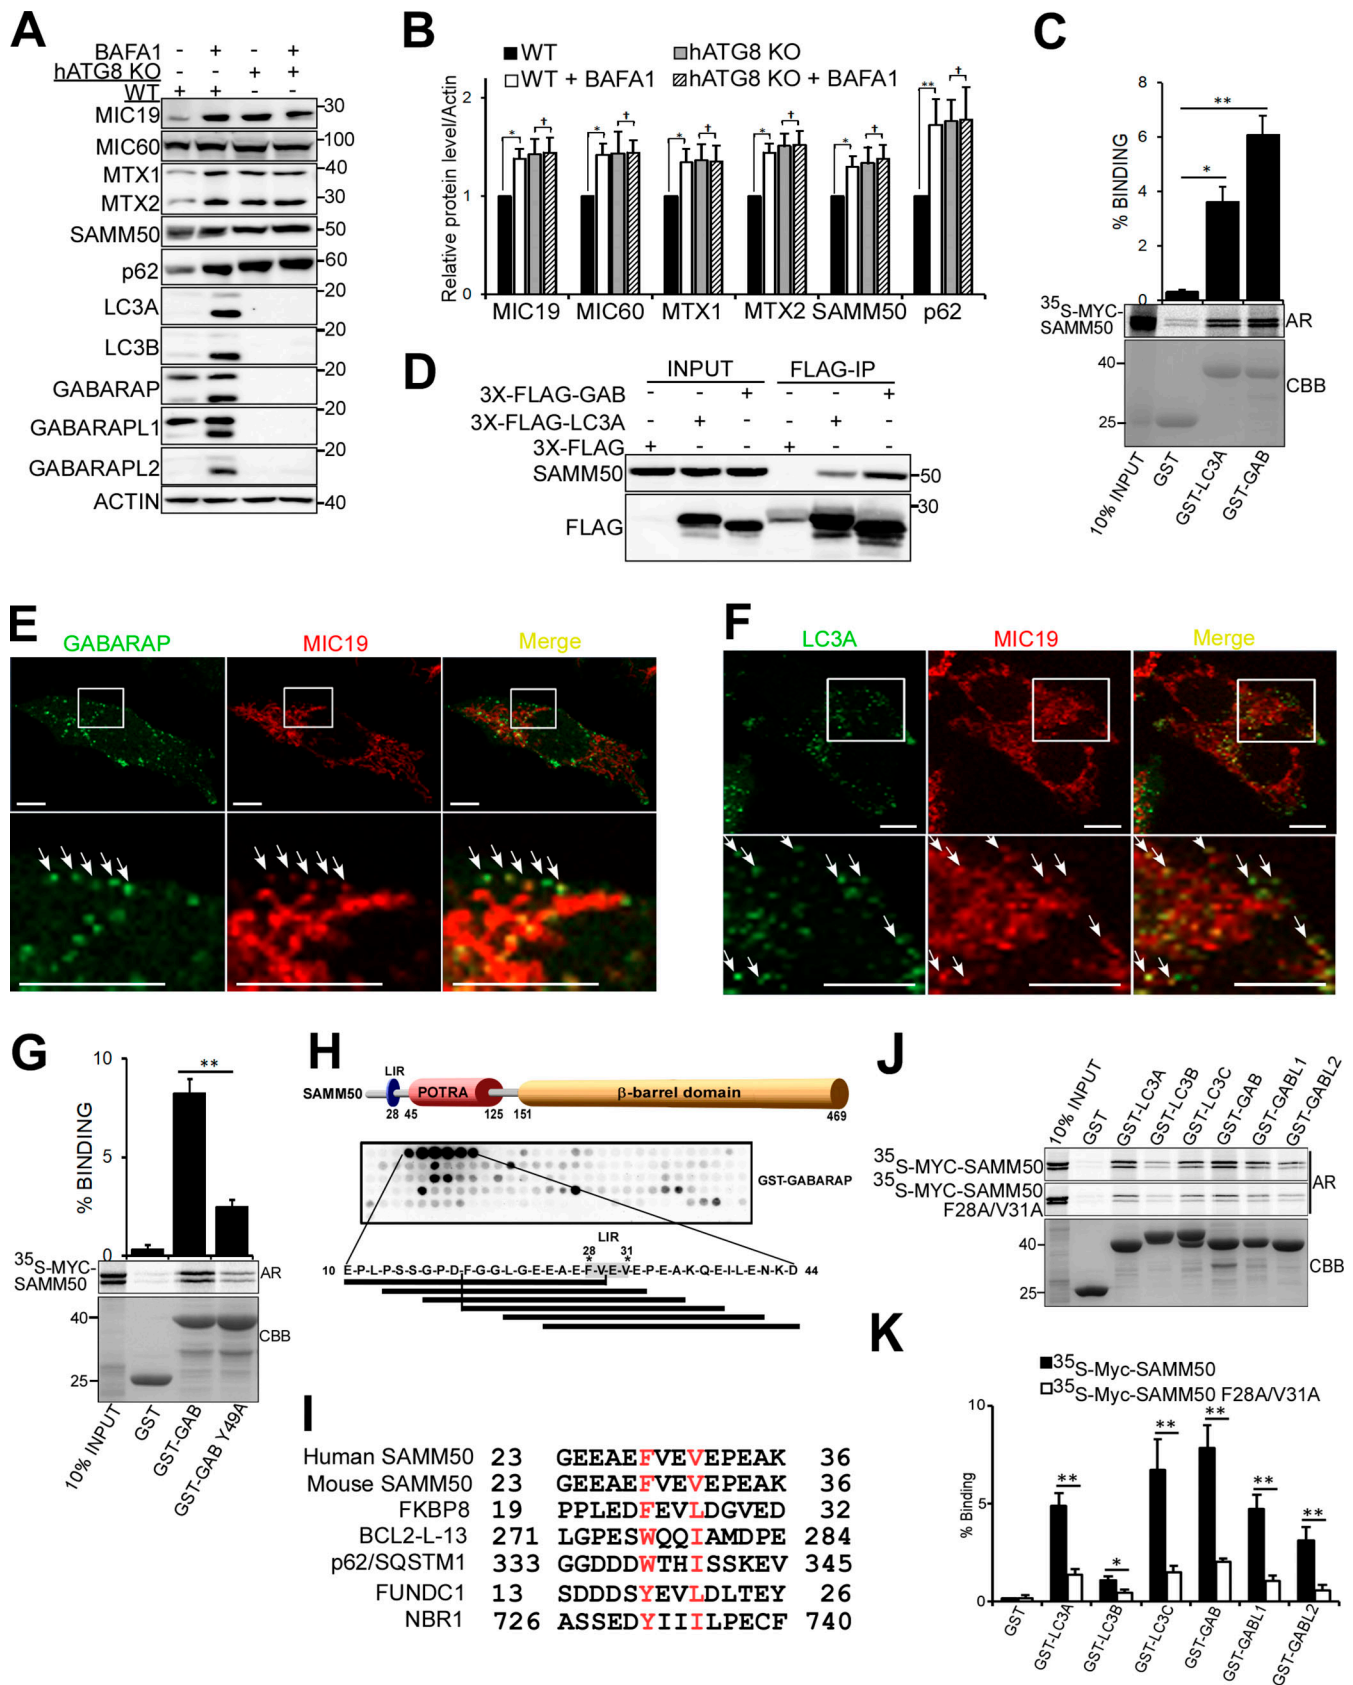 A
BAFA1 - + - +
hATG8 KO - - + +
WT + + - -
MIC19 30
MIC60 100
MTX1 40
MTX2 30
SAMM50 50
p62 60
LC3A 20
LC3B 20
GABARAP 20
GABARAPL1 20
GABARAPL2 20
ACTIN 40
B
WT hATG8 KO
WT + BAFA1 hATG8 KO + BAFA1
Relative protein level/Actin
2
1
0
* † * † * † * † * † ** †
MIC19 MIC60 MTX1 MTX2 SAMM50 p62
C
% BINDING
8
6
4
2
0
**
*
35S-MYC-
SAMM50 AR
40
25
CBB
10% INPUT GST GST-LC3A GST-GAB
D
INPUT FLAG-IP
3X-FLAG-GAB - - + - - +
3X-FLAG-LC3A - + - - + -
3X-FLAG + - - + - -
SAMM50 50
FLAG 30
E
GABARAP MIC19 Merge
F
LC3A MIC19 Merge
G
% BINDING
10
5
0
**
35S-MYC-
SAMM50 AR
40
25
CBB
10% INPUT GST GST-GAB GST-GAB Y49A
H
LIR
SAMM50 POTRA β-barrel domain
28 45 125 151 469
GST-GABARAP
LIR
28 31
* *
10 E-P-L-P-S-S-G-P-D-F-G-G-L-G-E-E-A-E-F-V-E-V-E-P-E-A-K-Q-E-I-L-E-N-K-D 44
I
Human SAMM50 23 GEEAEFVEVEPEAK 36
Mouse SAMM50 23 GEEAEFVEVEPEAK 36
FKBP8 19 PPLEDFEVLDGVED 32
BCL2-L-13 271 LGPESWQQIAMDPE 284
p62/SQSTM1 333 GGDDDWTHISSKEV 345
FUNDC1 13 SDDDSYEVLDLTEY 26
NBR1 726 ASSEDYIIILPECF 740
J
10% INPUT GST GST-LC3A GST-LC3B GST-LC3C GST-GAB GST-GABL1 GST-GABL2
35S-MYC-SAMM50
35S-MYC-SAMM50
F28A/V31A
AR
40
25
CBB
K
35S-Myc-SAMM50
35S-Myc-SAMM50 F28A/V31A
% Binding
10
5
0
** * ** ** ** **
GST GST-LC3A GST-LC3B GST-LC3C GST-GAB GST-GABL1 GST-GABL2